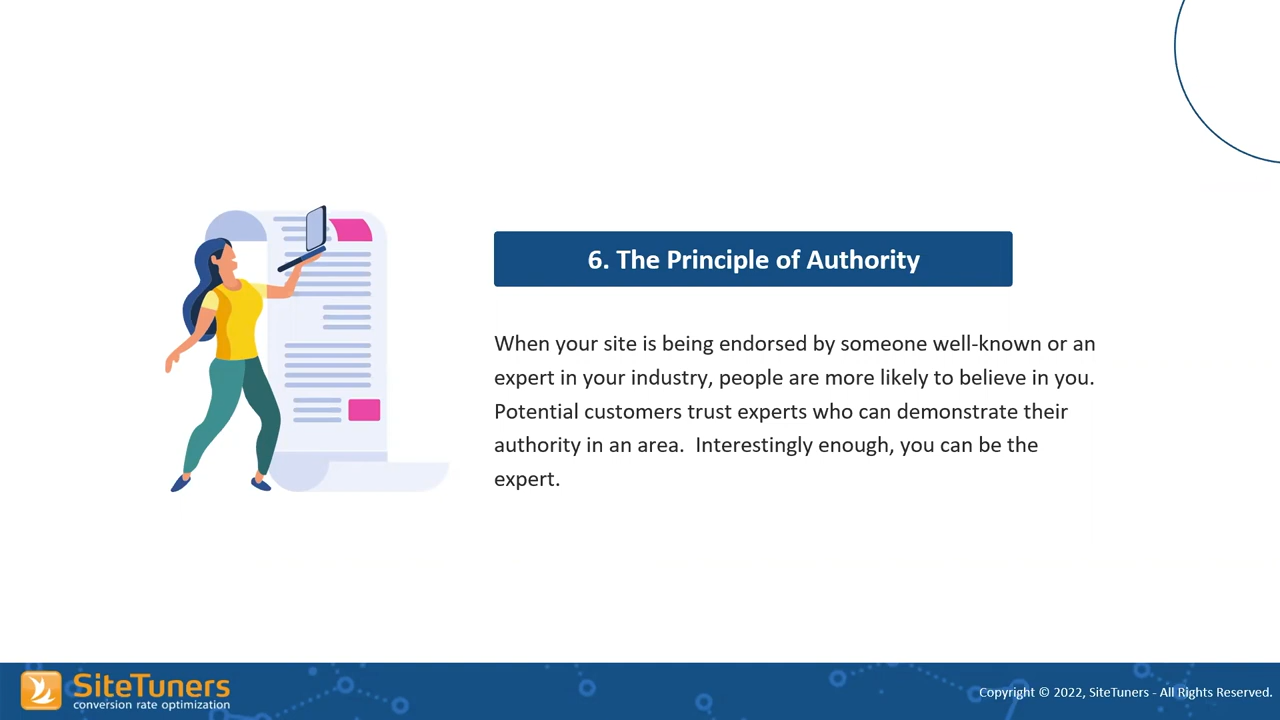 6. The Principle of Authority
When your site is being endorsed by someone well-known or an
expert in your industry, people are more likely to believe in you.
Potential customers trust experts who can demonstrate their
authority in an area.  Interestingly enough, you can be the
expert.
SiteTuners
conversion rate optimization
Copyright © 2022, SiteTuners - All Rights Reserved.